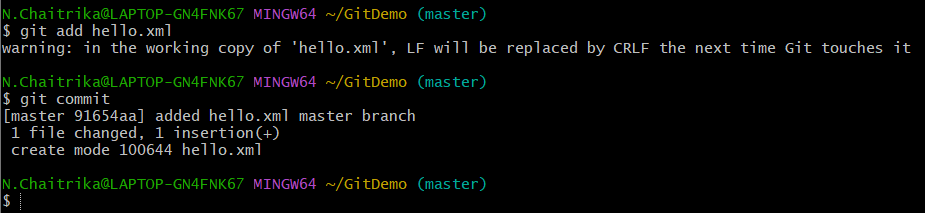 N.Chaitrika@LAPTOP-GN4FNK67 MINGW64 ~/GitDemo (master)
$ git add hello.xml
warning: in the working copy of 'hello.xml', LF will be replaced by CRLF the next time Git touches it
N.Chaitrika@LAPTOP-GN4FNK67 MINGW64 ~/GitDemo (master)
$ git commit
[master 91654aa] added hello.xml master branch
 1 file changed, 1 insertion(+)
 create mode 100644 hello.xml
N.Chaitrika@LAPTOP-GN4FNK67 MINGW64 ~/GitDemo (master)
$